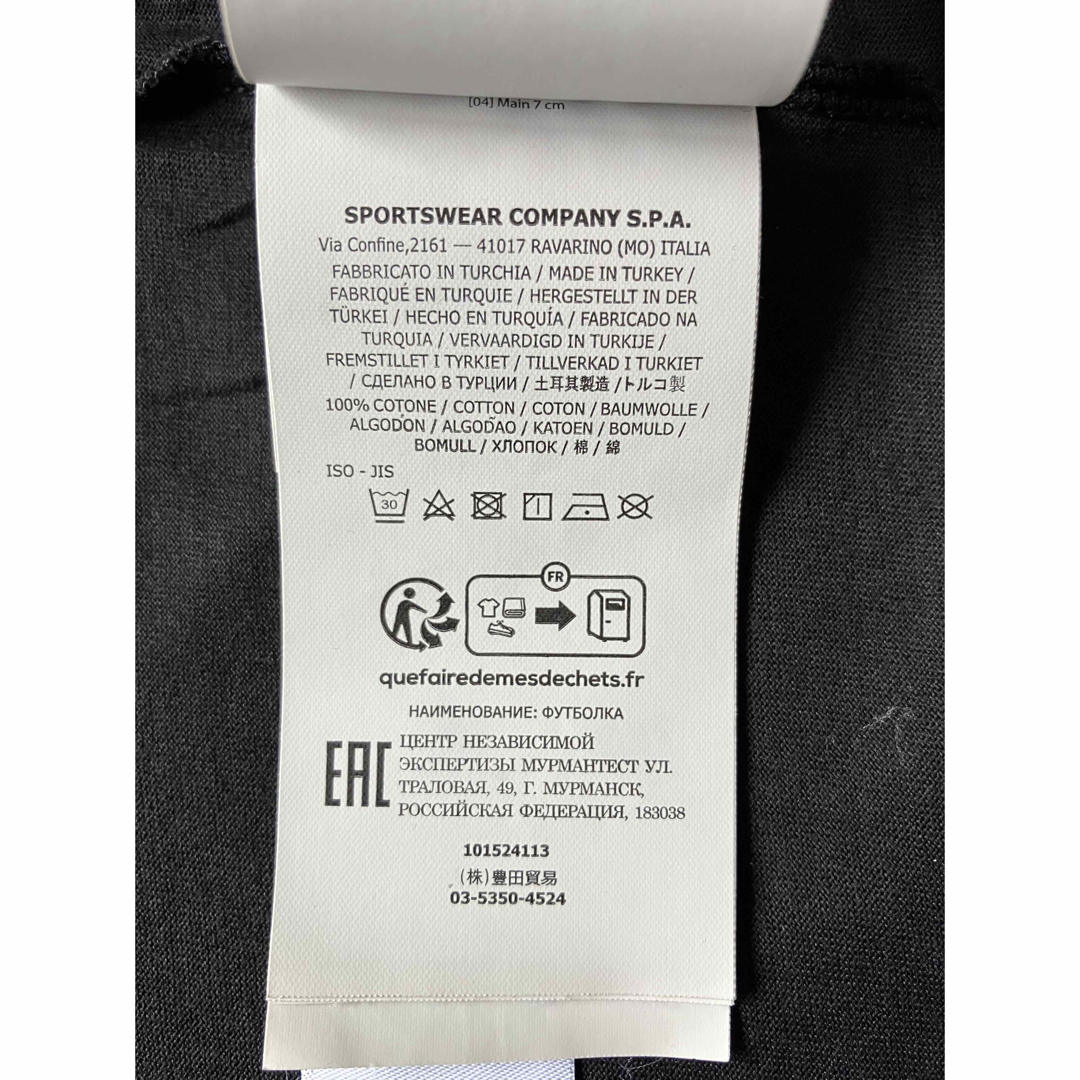 [04] Main 7 cm
SPORTSWEAR COMPANY S.P.A.
Via Confine,2161 — 41017 RAVARINO (MO) ITALIA
FABBRICATO IN TURCHIA / MADE IN TURKEY /
FABRIQUÉ EN TURQUIE / HERGESTELLT IN DER
TÜRKEI / HECHO EN TURQUÍA / FABRICADO NA
TURQUIA / VERVAARDIGD IN TURKIJE /
FREMSTILLET I TYRKIET / TILLVERKAD I TURKIET
/ СДЕЛАНО В ТУРЦИИ / 土耳其製造 /トルコ製
100% COTONE / COTTON / COTON / BAUMWOLLE /
ALGODON / ALGODÃO / KATOEN / BOMULD /
BOMULL / ХЛОПОК / 棉 / 綿
ISO - JIS
30
FR
quefairedemesdechets.fr
НАИМЕНОВАНИЕ: ФУТБОЛКА
EAC
ЦЕНТР НЕЗАВИСИМОЙ
ЭКСПЕРТИЗЫ МУРМАНТЕСТ УЛ.
ТРАЛОВАЯ, 49, Г. МУРМАНСК,
РОССИЙСКАЯ ФЕДЕРАЦИЯ, 183038
101524113
(株)豊田貿易
03-5350-4524